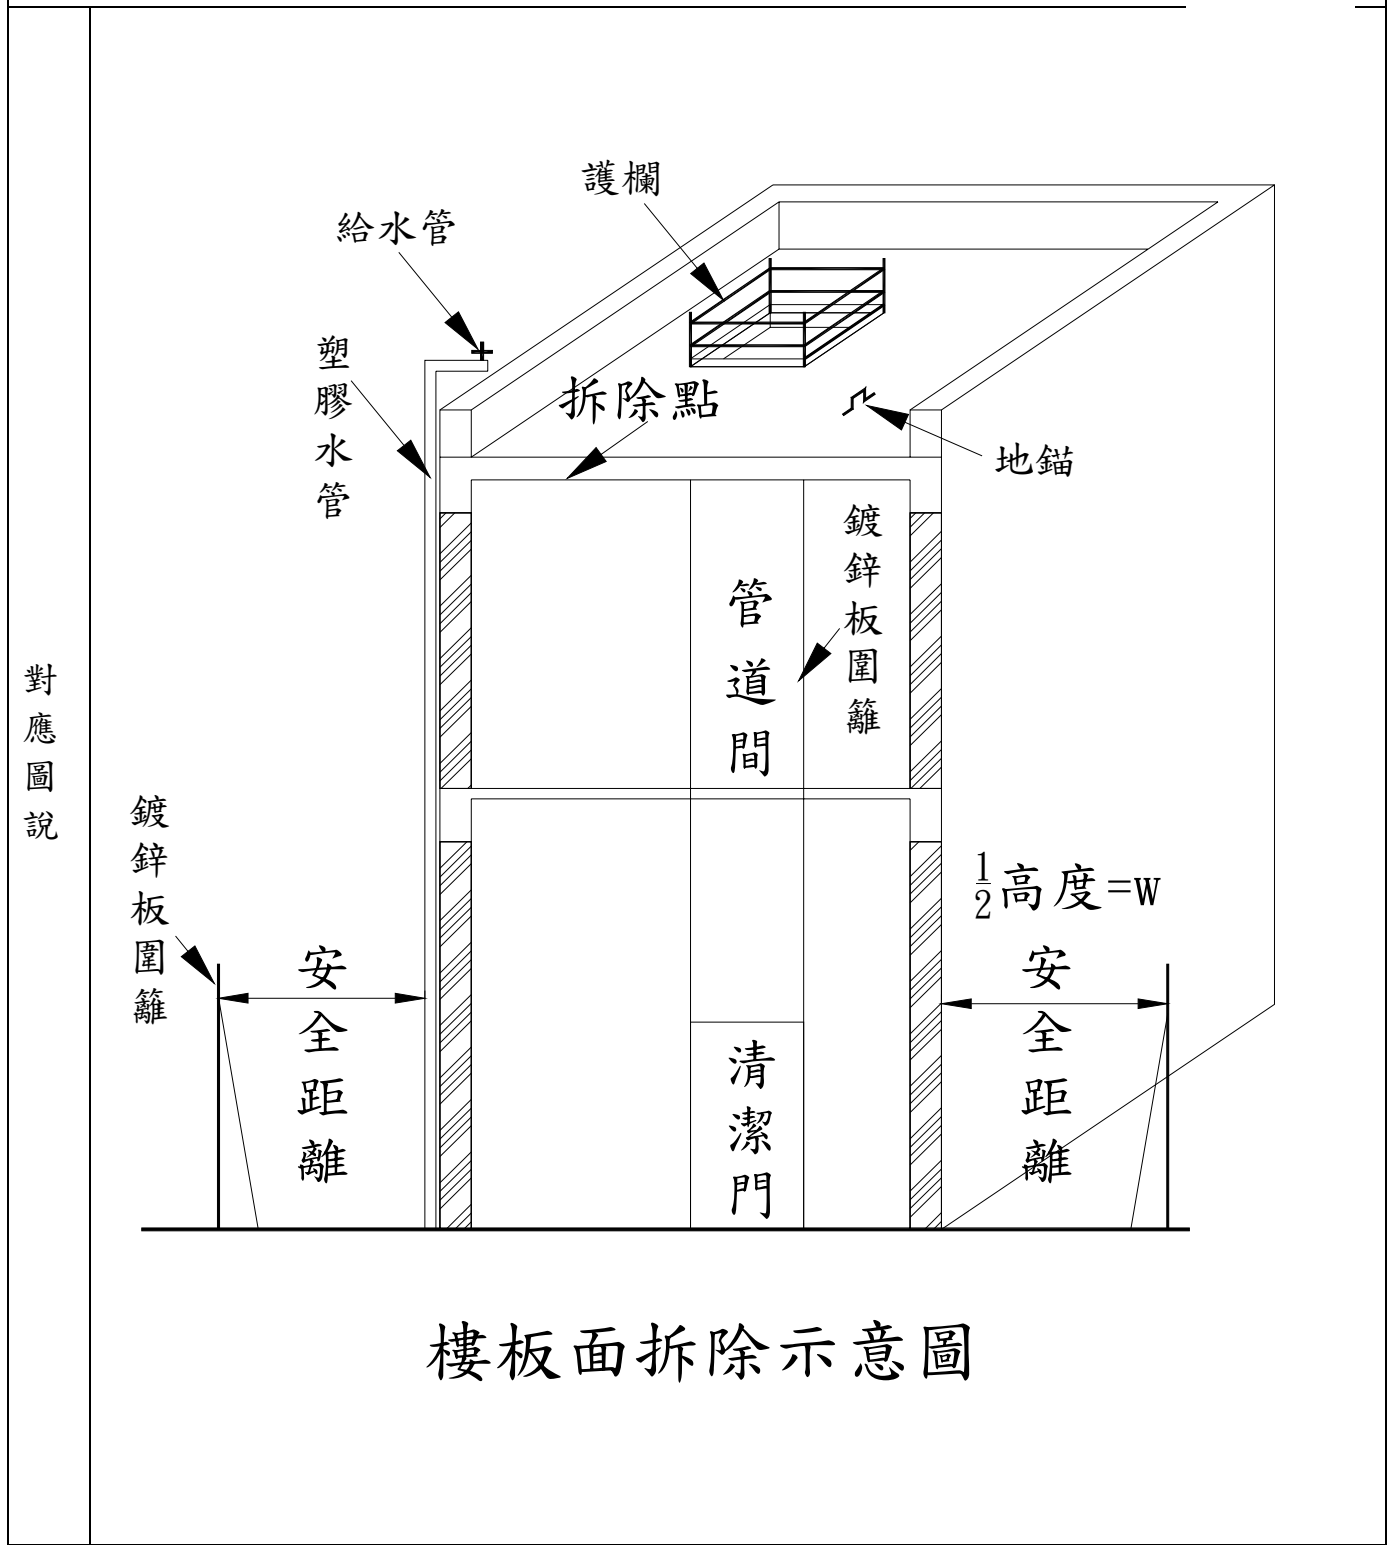 對應圖說
護欄
給水管
塑膠水管
拆除點
地錨
鍍鋅板圍籬
管道間
鍍鋅板圍籬
½高度=w
安全距離
安全距離
清潔門
樓板面拆除示意圖